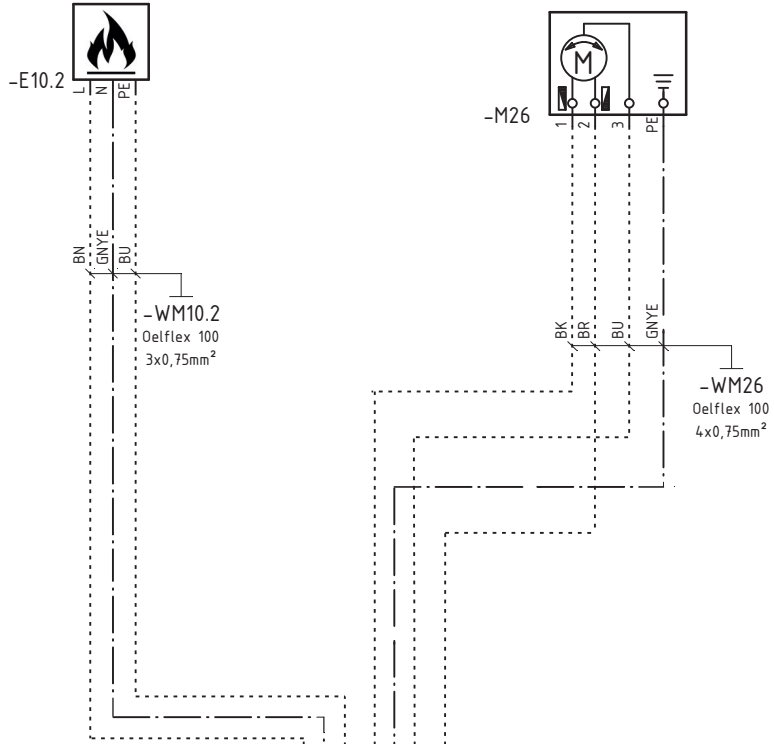 -E10.2
L
N
PE
BN
GNYE
BU
-WM10.2
Oelflex 100
3x0,75mm²
M
-M26
1
2
3
PE
BK
BR
BU
GNYE
-WM26
Oelflex 100
4x0,75mm²